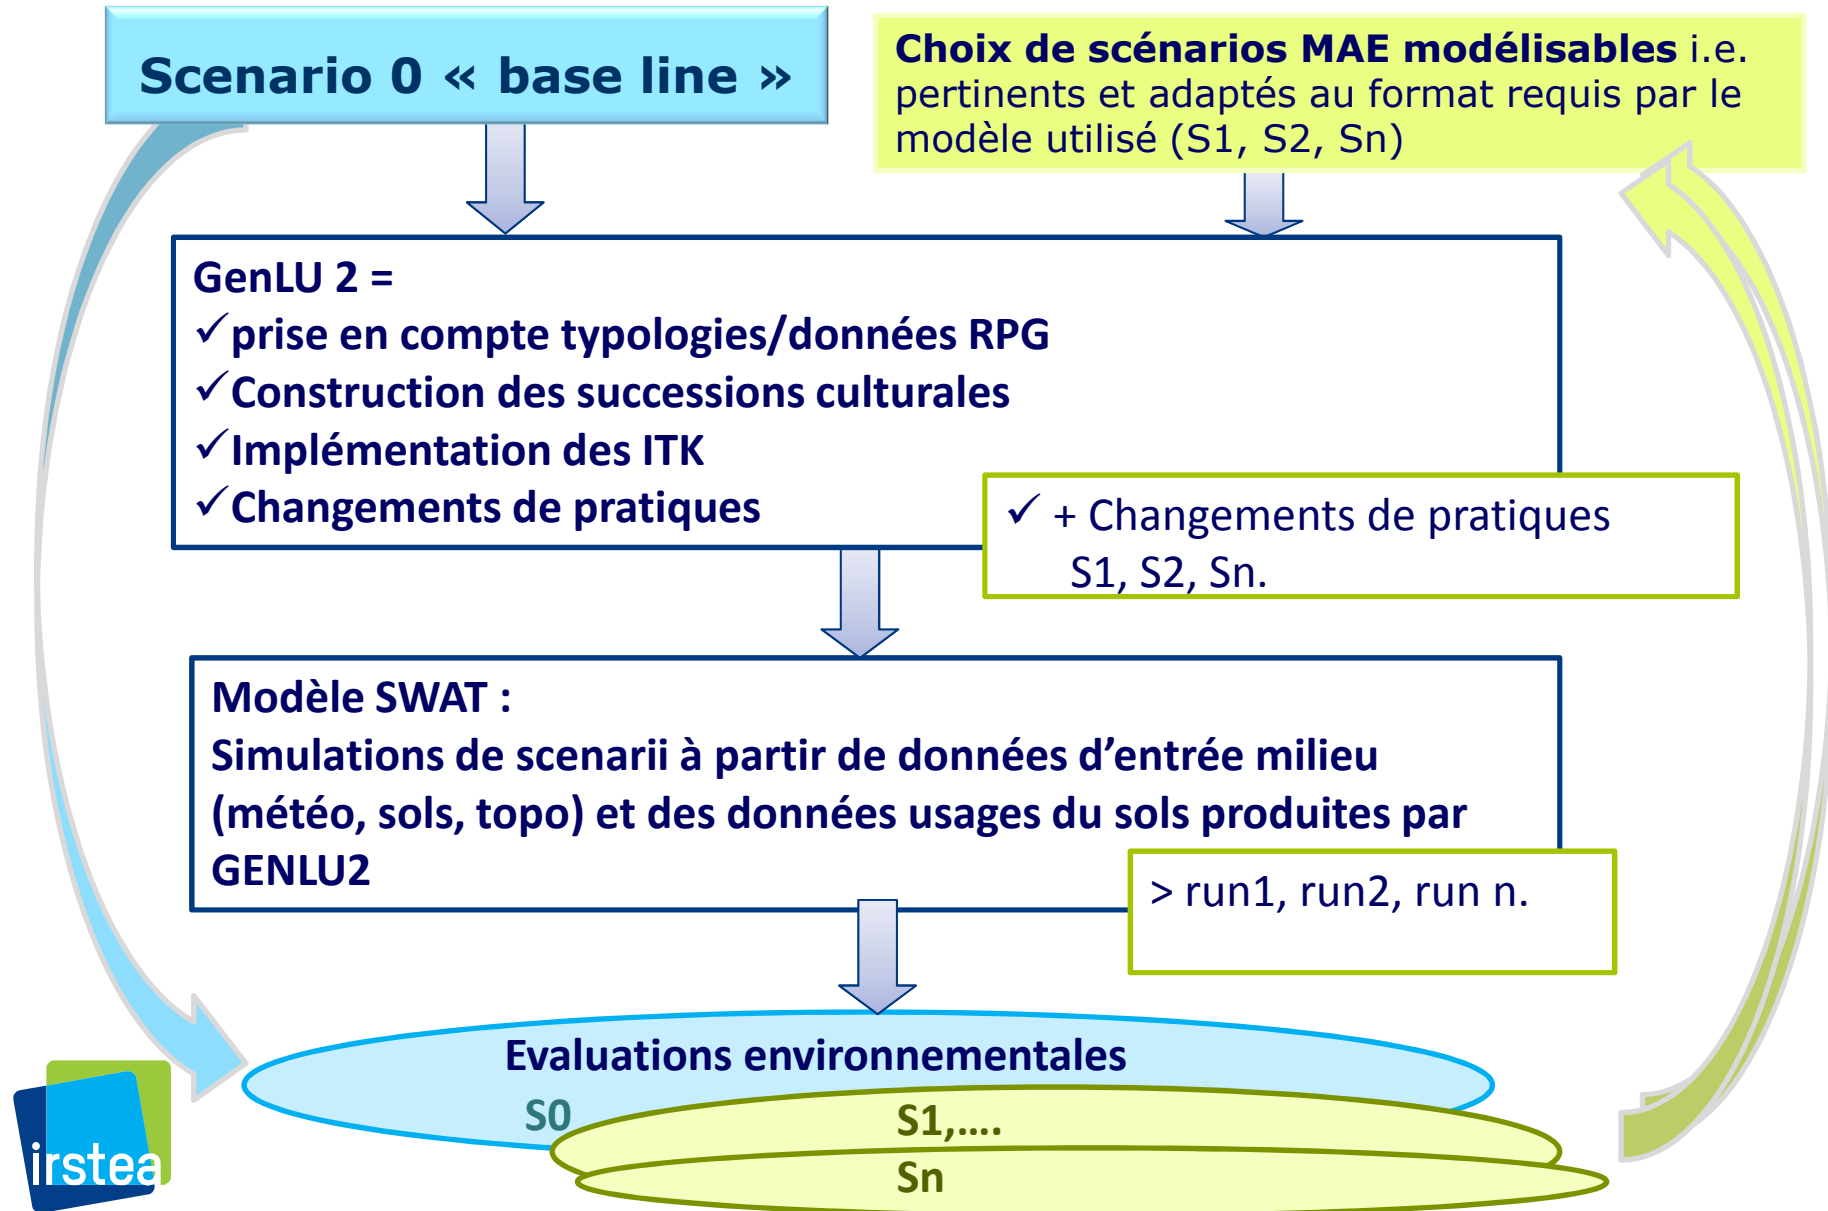 Scenario 0 « base line »
Choix de scénarios MAE modélisables i.e.
pertinents et adaptés au format requis par le
modèle utilisé (S1, S2, Sn)
GenLU 2 =
✓prise en compte typologies/données RPG
✓Construction des successions culturales
✓Implémentation des ITK
✓Changements de pratiques
✓ + Changements de pratiques
S1, S2, Sn.
Modèle SWAT :
Simulations de scenarii à partir de données d’entrée milieu
(météo, sols, topo) et des données usages du sols produites par
GENLU2
> run1, run2, run n.
Evaluations environnementales
S0
S1,....
Sn
irstea